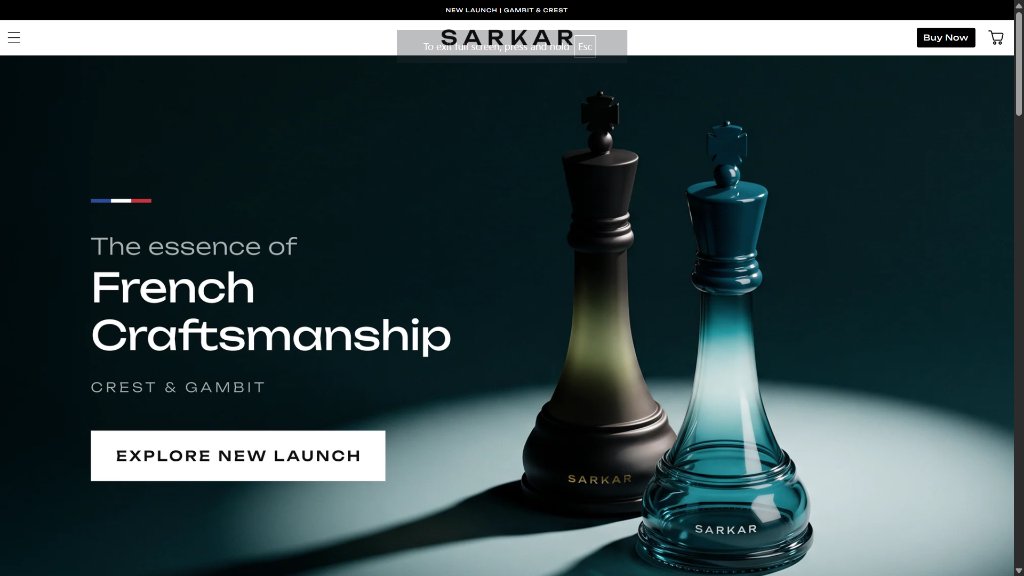 NEW LAUNCH | GAMBIT & CREST
SARKAR
To exit full screen, press and hold Esc
Buy Now
The essence of
French
Craftsmanship
CREST & GAMBIT
EXPLORE NEW LAUNCH
SARKAR
SARKAR